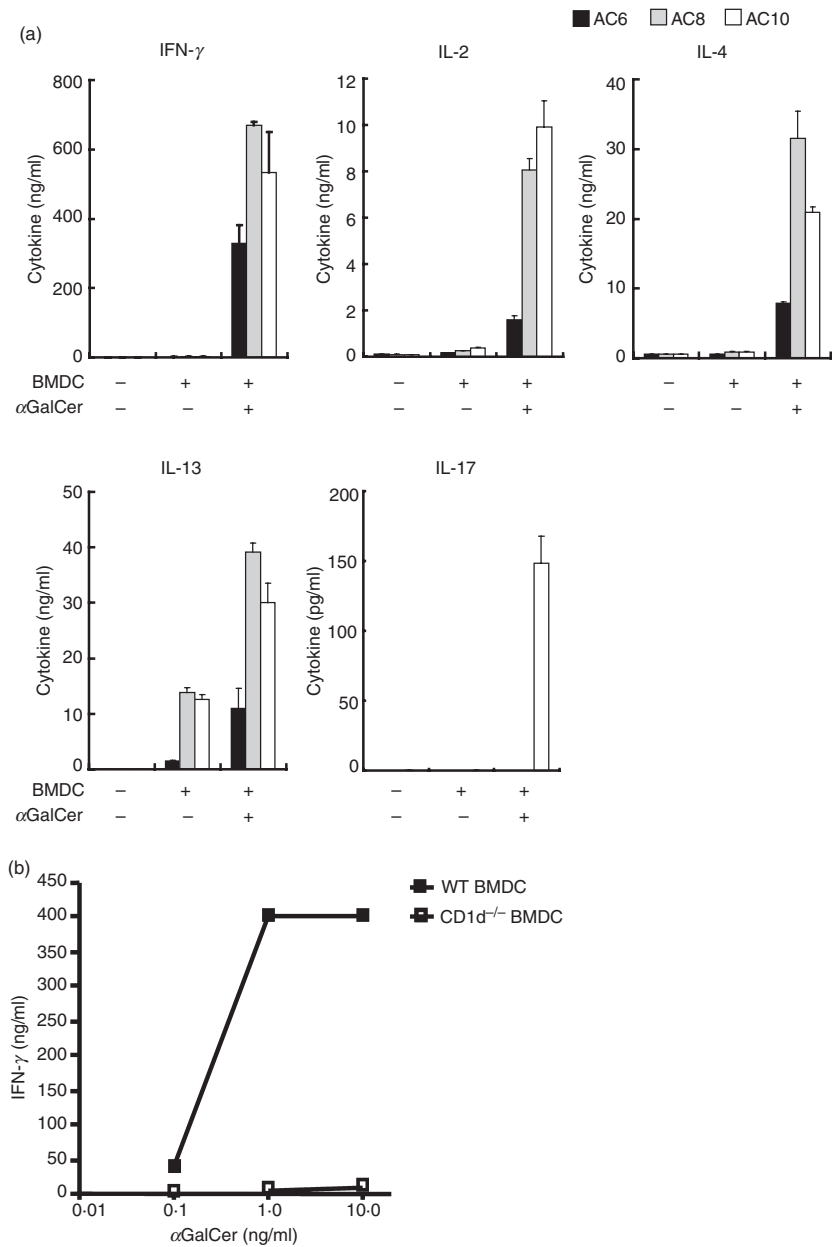 (a)
AC6 AC8 AC10
IFN-γ
Cytokine (ng/ml)
800
600
400
200
0
BMDC – + +
αGalCer – – +
IL-2
Cytokine (ng/ml)
12
10
8
6
4
2
0
– + +
– – +
IL-4
Cytokine (ng/ml)
40
30
20
10
0
– + +
– – +
IL-13
Cytokine (ng/ml)
50
40
30
20
10
0
BMDC – + +
αGalCer – – +
IL-17
Cytokine (pg/ml)
200
150
100
50
0
– + +
– – +
(b)
WT BMDC
CD1d–/– BMDC
IFN-γ (ng/ml)
450
400
350
300
250
200
150
100
50
0
0·01 0·1 1·0 10·0
αGalCer (ng/ml)